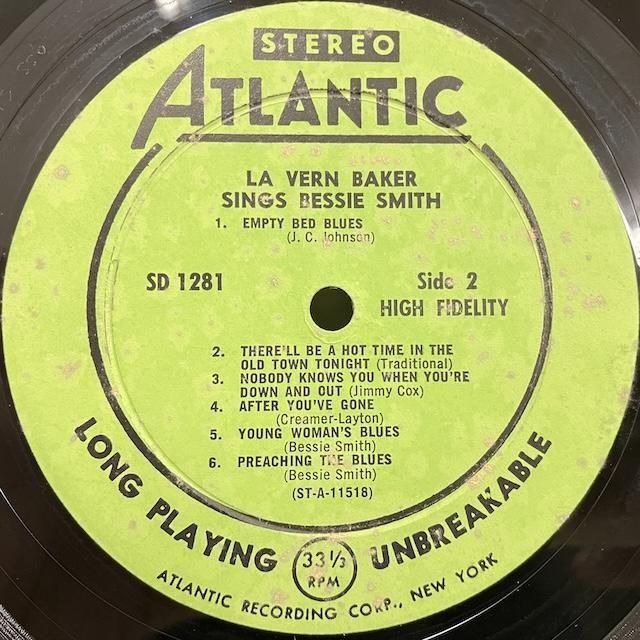 STEREO
ATLANTIC
LA VERN BAKER
SINGS BESSIE SMITH
1. EMPTY BED BLUES
(J. C. Johnson)
SD 1281
Side 2
HIGH FIDELITY
2. THERE'LL BE A HOT TIME IN THE
OLD TOWN TONIGHT (Traditional)
3. NOBODY KNOWS YOU WHEN YOU'RE
DOWN AND OUT (Jimmy Cox)
4. AFTER YOU'VE GONE
(Creamer-Layton)
5. YOUNG WOMAN'S BLUES
(Bessie Smith)
6. PREACHING THE BLUES
(Bessie Smith)
(ST-A-11518)
LONG PLAYING 33 1/3 RPM UNBREAKABLE
ATLANTIC RECORDING CORP., NEW YORK